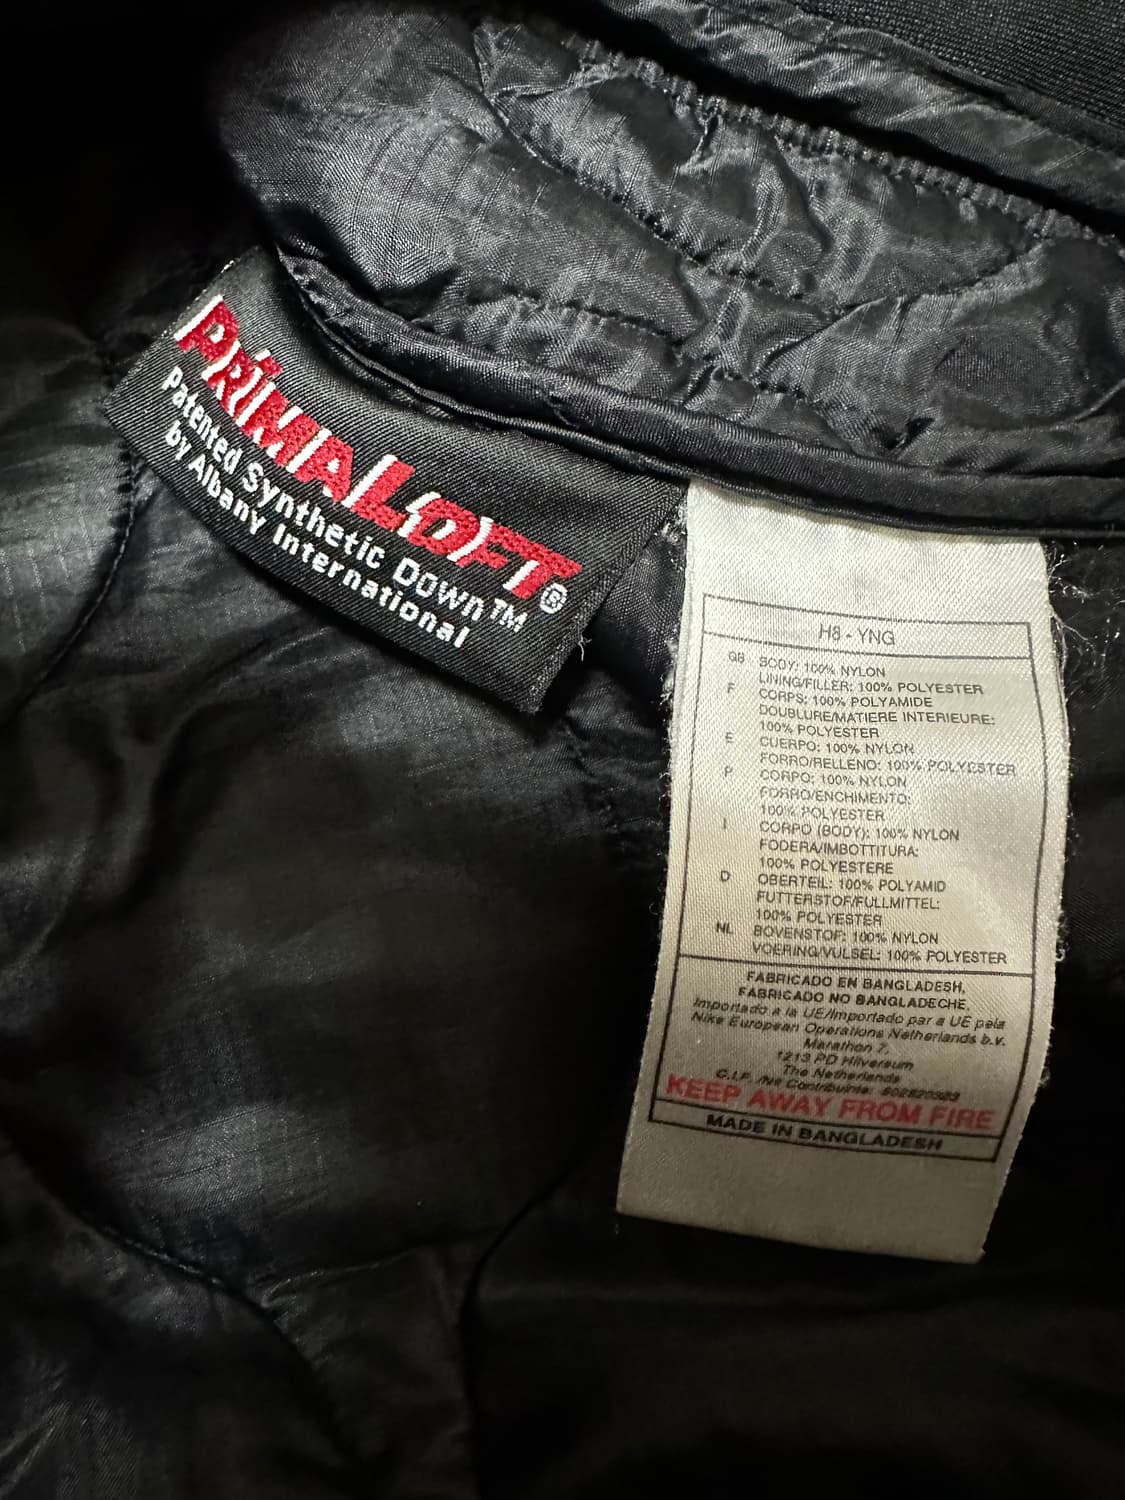 PRIMALOFT®
Patented Synthetic Down™
by Albany International
H8 - YNG
GB BODY: 100% NYLON
LINING/FILLER: 100% POLYESTER
F CORPS: 100% POLYAMIDE
DOUBLURE/MATIERE INTERIEURE:
100% POLYESTER
E CUERPO: 100% NYLON
FORRO/RELLENO: 100% POLYESTER
P CORPO: 100% NYLON
FORRO/ENCHIMENTO:
100% POLYESTER
I CORPO (BODY): 100% NYLON
FODERA/IMBOTTITURA:
100% POLYESTERE
D OBERTEIL: 100% POLYAMID
FUTTERSTOF/FULLMITTEL:
100% POLYESTER
NL BOVENSTOF: 100% NYLON
VOERING/VULSEL: 100% POLYESTER
FABRICADO EN BANGLADESH,
FABRICADO NO BANGLADECHE,
Importado a la UE/Importado par a UE pela
Nike European Operations Netherlands b.v.
Marathon 7,
1213 PD Hilversum
The Netherlands
C.I.F. /No Contribuinte:
KEEP AWAY FROM FIRE
MADE IN BANGLADESH